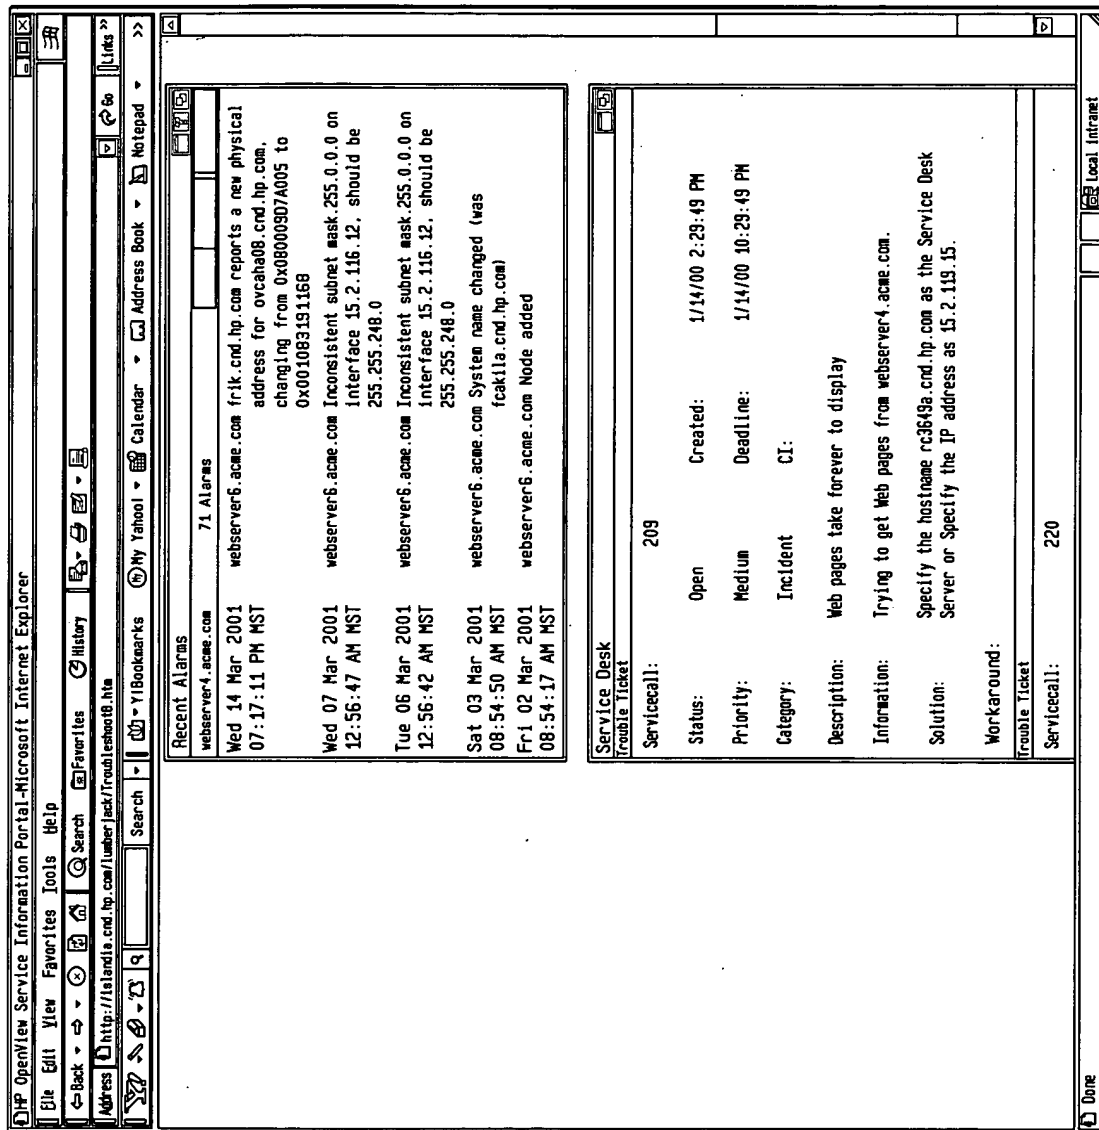 HP OpenView Service Information Portal-Microsoft Internet Explorer
File Edit View Favorites Tools Help
Back Search Favorites History
Address http://islandia.cnd.hp.com/lumberjack/Troubleshoot8.htm Go Links »
Search Y!Bookmarks My Yahoo! Calendar Address Book Notepad »
Recent Alarms
webserver4.acme.com 71 Alarms
Wed 14 Mar 2001 webserver6.acme.com frik.cnd.hp.com reports a new physical
07:17:11 PM MST address for ovcaha08.cnd.hp.com,
changing from 0x080009D7A005 to
0x001083191168
Wed 07 Mar 2001 webserver6.acme.com Inconsistent subnet mask.255.0.0.0 on
12:56:47 AM MST interface 15.2.116.12, should be
255.255.248.0
Tue 06 Mar 2001 webserver6.acme.com Inconsistent subnet mask.255.0.0.0 on
12:56:42 AM MST interface 15.2.116.12, should be
255.255.248.0
Sat 03 Mar 2001 webserver6.acme.com System name changed (was
08:54:50 AM MST fcakila.cnd.hp.com)
Fri 02 Mar 2001 webserver6.acme.com Node added
08:54:17 AM MST
Service Desk
Trouble Ticket
Servicecall: 209
Status: Open Created: 1/14/00 2:29:49 PM
Priority: Medium Deadline: 1/14/00 10:29:49 PM
Category: Incident CI:
Description: Web pages take forever to display
Information: Trying to get Web pages from webserver4.acme.com.
Solution: Specify the hostname rc3649a.cnd.hp.com as the Service Desk
Server or Specify the IP address as 15.2.119.15.
Workaround:
Trouble Ticket
Servicecall: 220
Done Local intranet